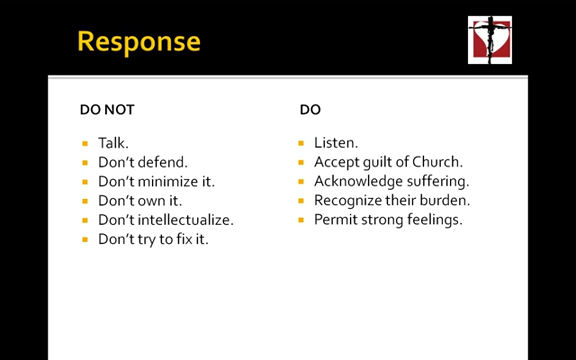 Response
DO NOT
Talk.
Don't defend.
Don't minimize it.
Don't own it.
Don't intellectualize.
Don't try to fix it.
DO
Listen.
Accept guilt of Church.
Acknowledge suffering.
Recognize their burden.
Permit strong feelings.